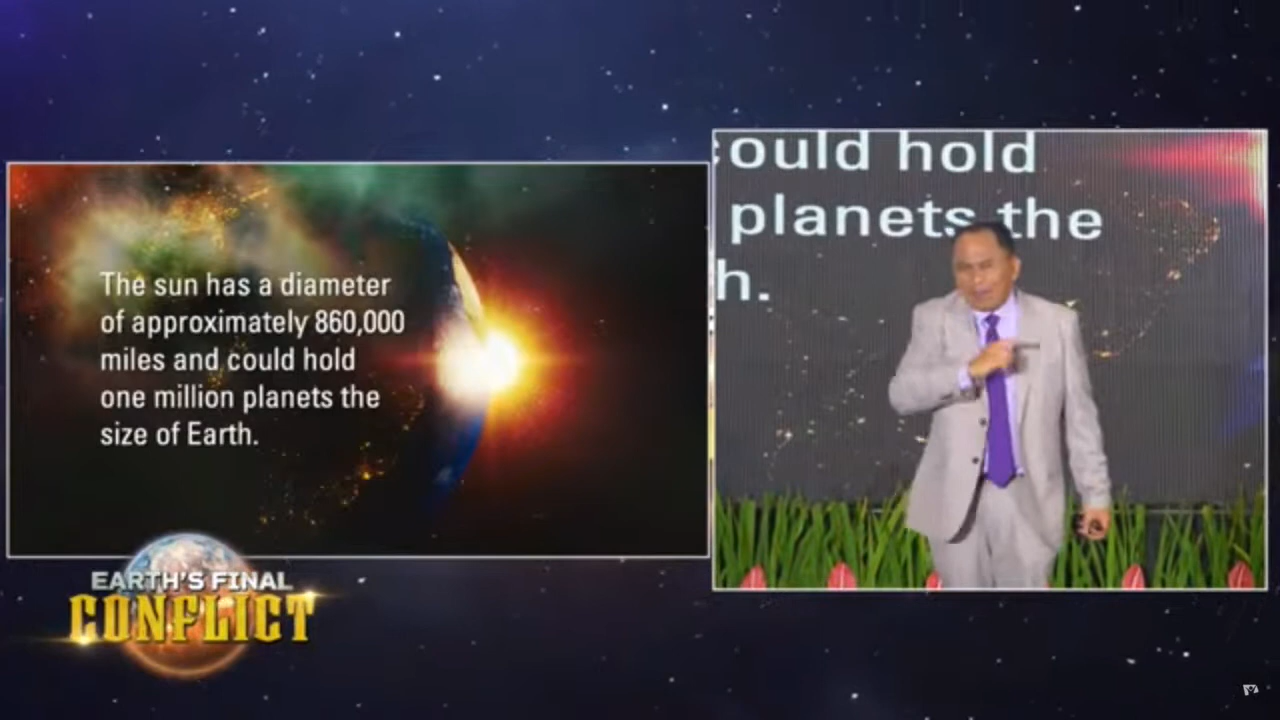 The sun has a diameter
of approximately 860,000
miles and could hold
one million planets the
size of Earth.
ould hold
planets the
h.
EARTH'S FINAL
CONFLICT